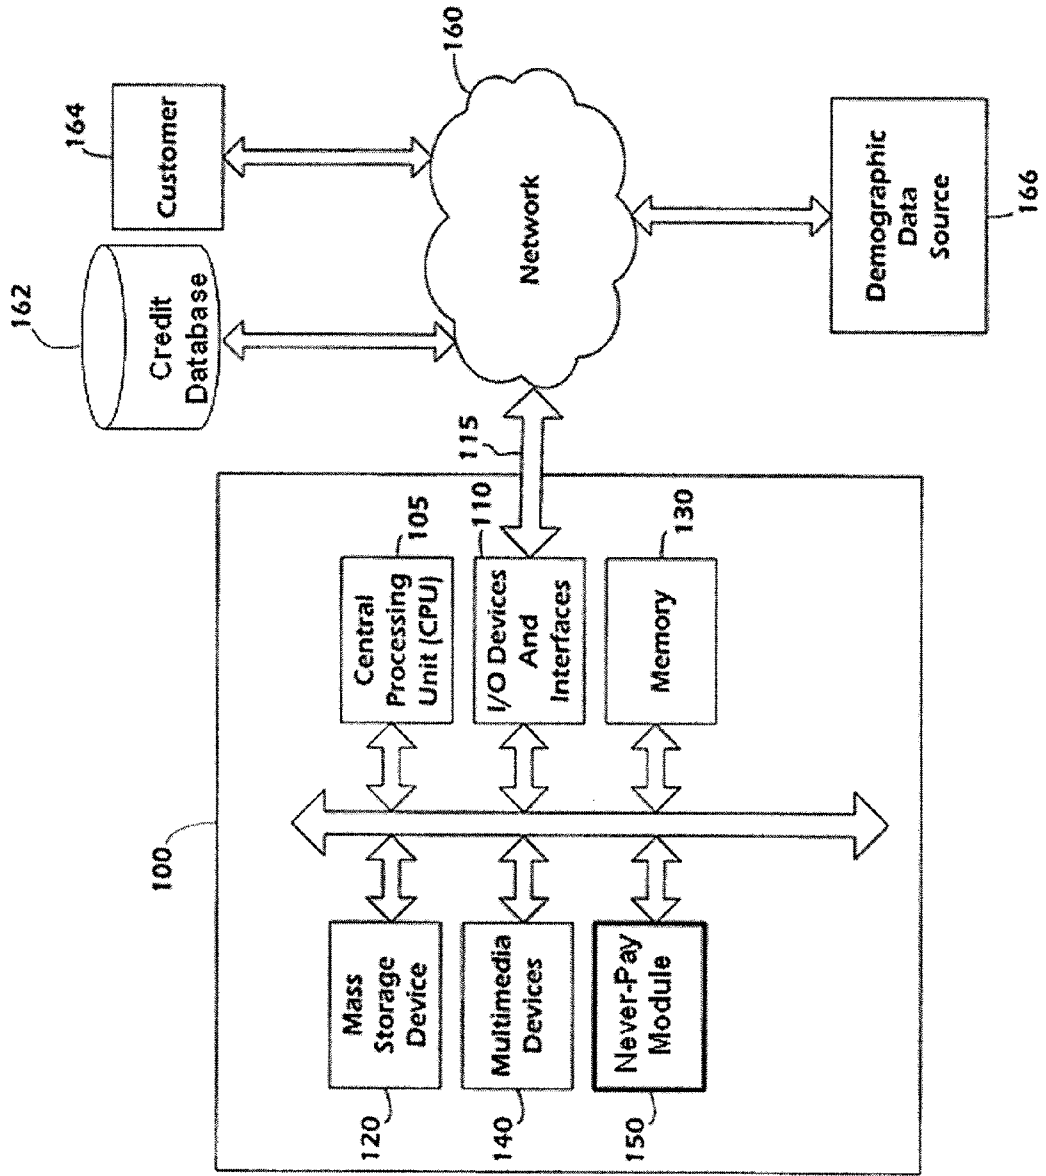 100
Mass
Storage
Device
120
Multimedia
Devices
140
Never-Pay
Module
150
Central
Processing
Unit (CPU)
105
I/O Devices
And
Interfaces
110
115
Memory
130
Credit
Database
162
Customer
164
Network
160
Demographic
Data
Source
166